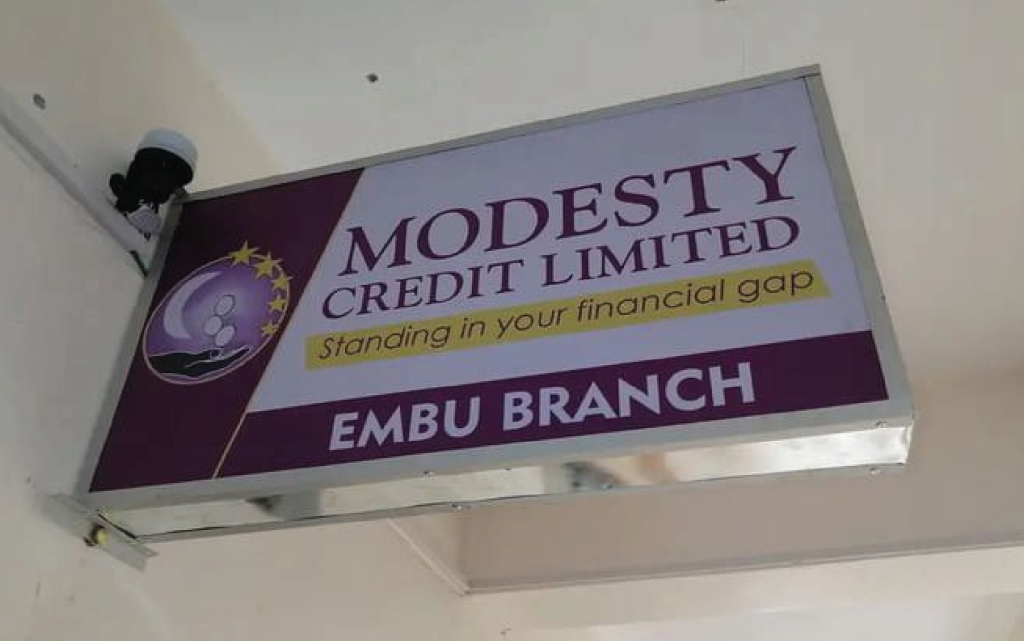 MODESTY
CREDIT LIMITED
Standing in your financial gap
EMBU BRANCH